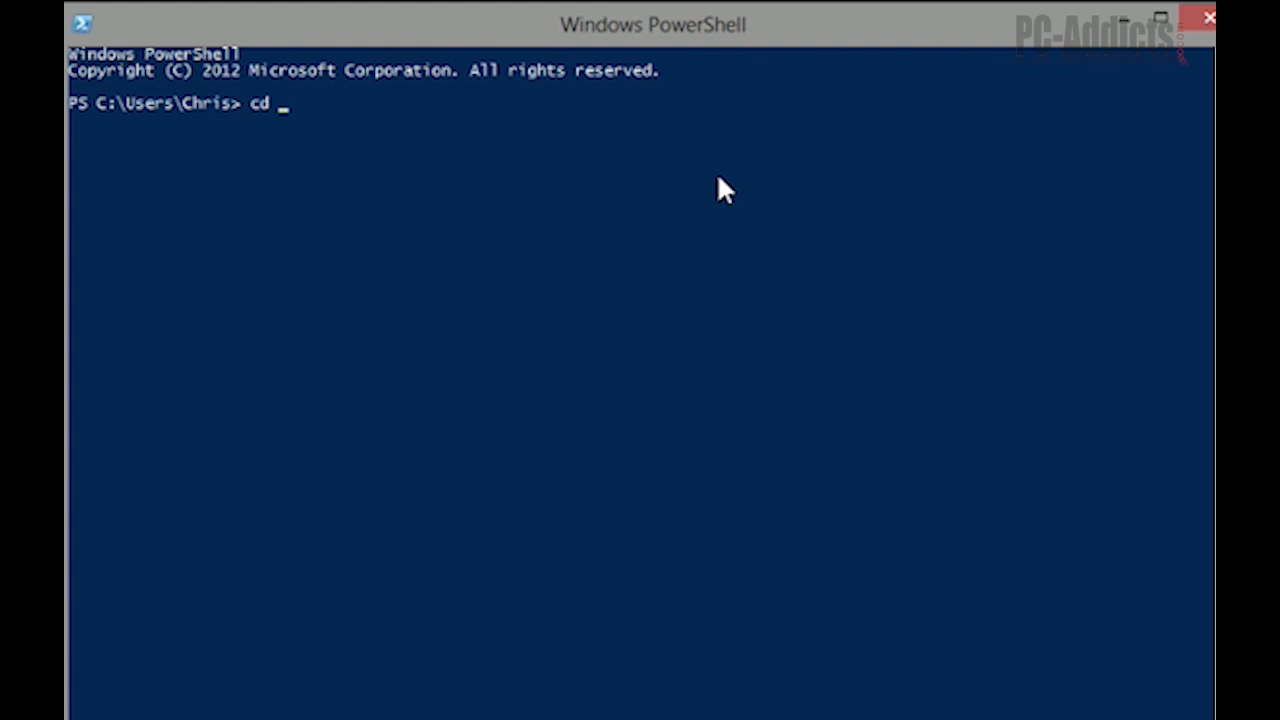 Windows PowerShell
PC-Addicts
Windows PowerShell
Copyright (C) 2012 Microsoft Corporation. All rights reserved.
PS C:\Users\Chris> cd _